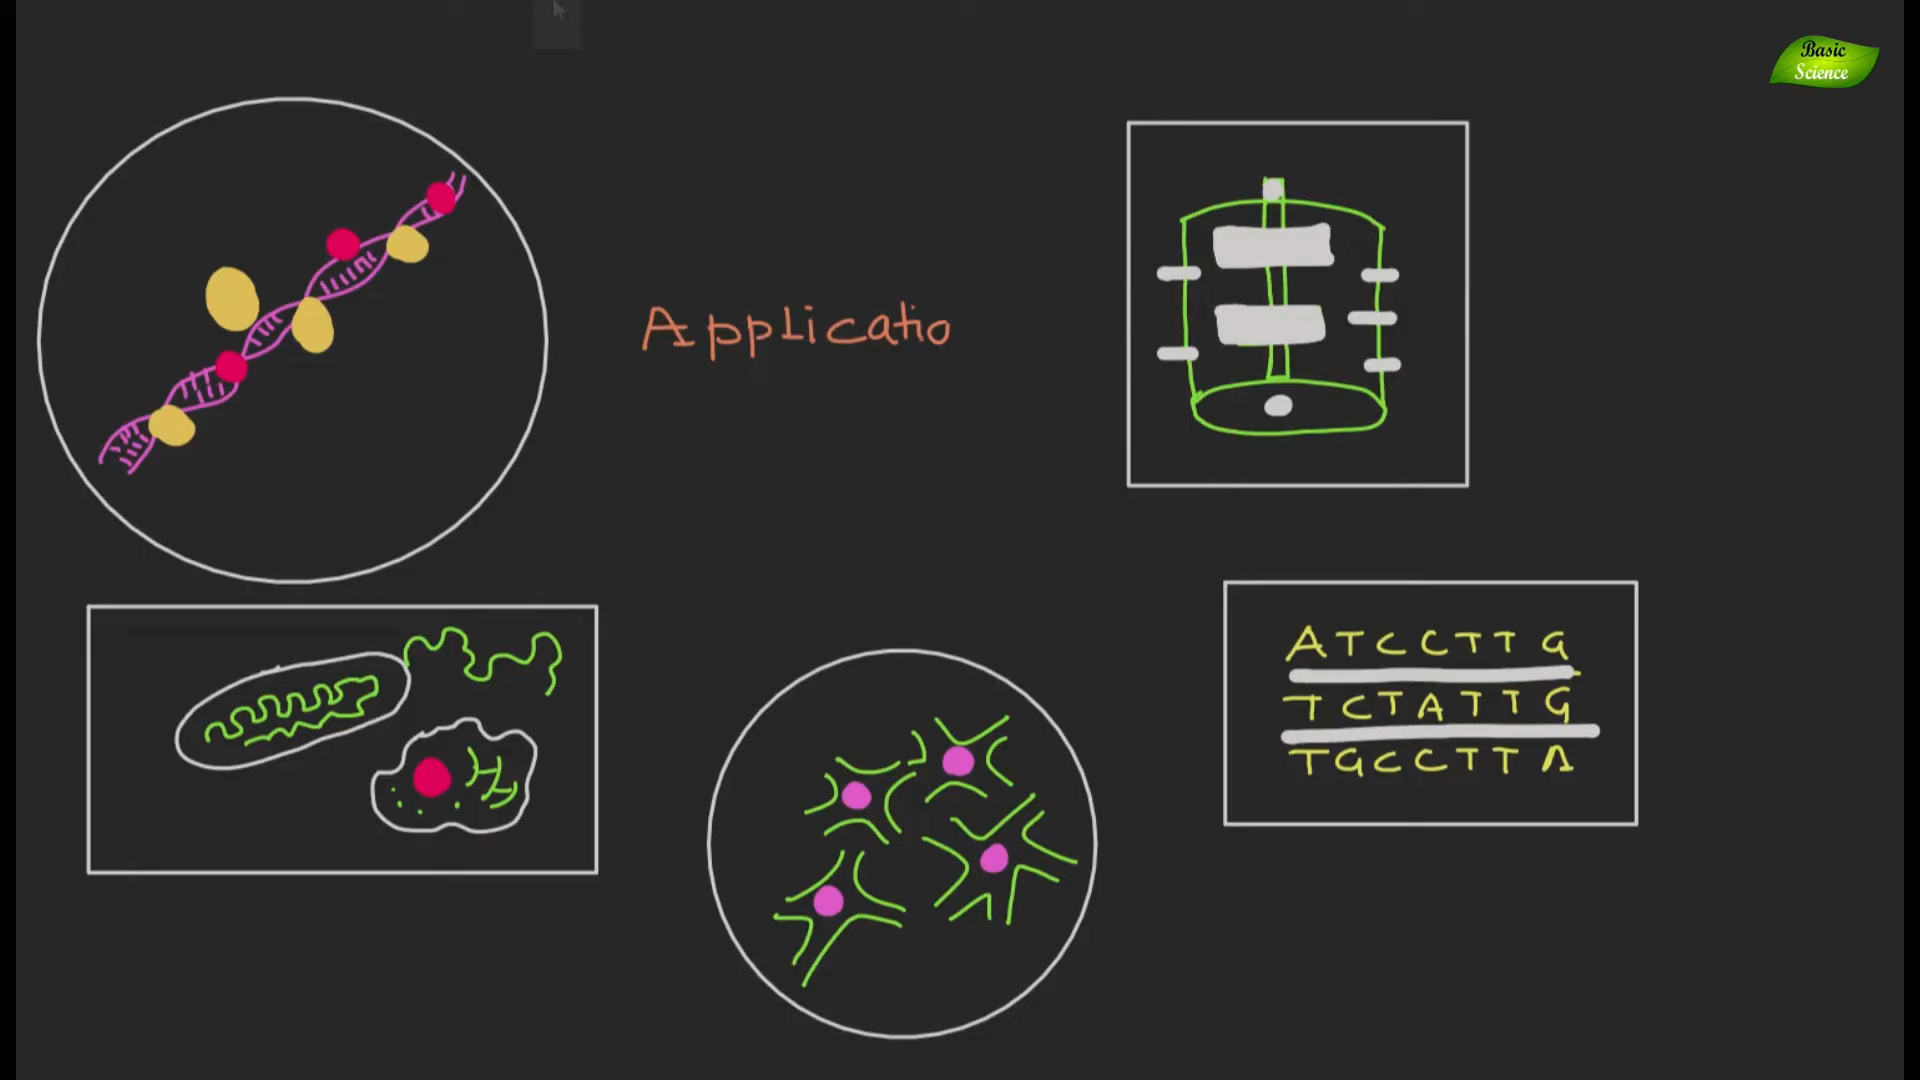 Basic
Science
Applicatio
ATCCTTG
TCTATTG
TGCCTTA